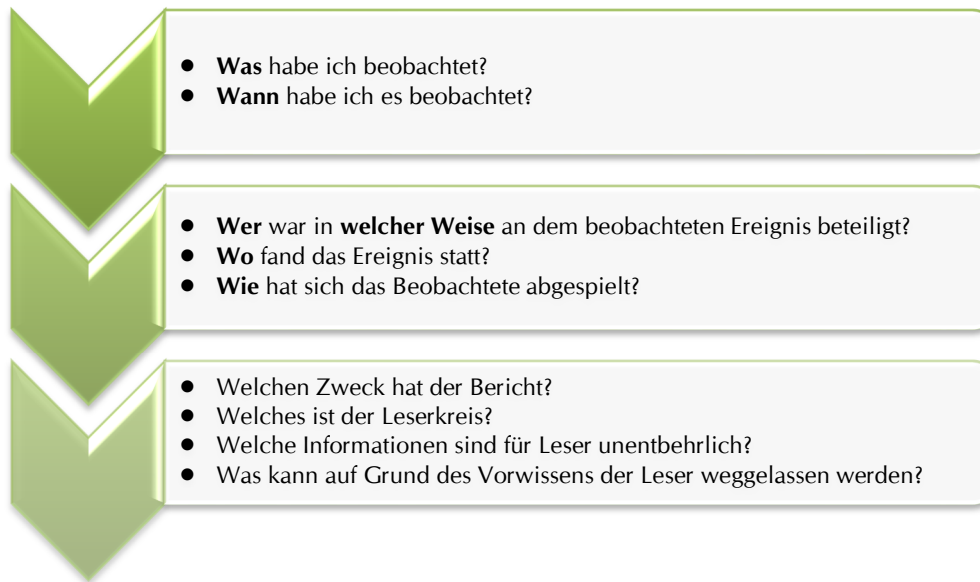 ● Was habe ich beobachtet?
● Wann habe ich es beobachtet?
● Wer war in welcher Weise an dem beobachteten Ereignis beteiligt?
● Wo fand das Ereignis statt?
● Wie hat sich das Beobachtete abgespielt?
● Welchen Zweck hat der Bericht?
● Welches ist der Leserkreis?
● Welche Informationen sind für Leser unentbehrlich?
● Was kann auf Grund des Vorwissens der Leser weggelassen werden?